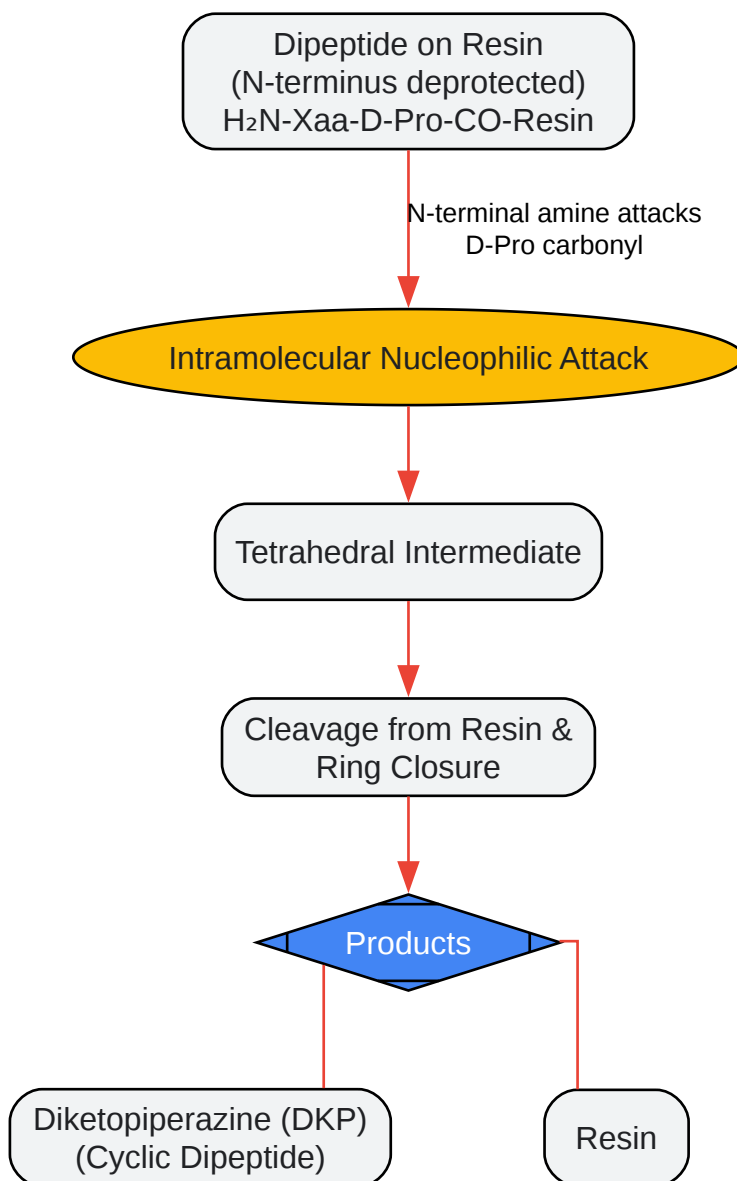 Dipeptide on Resin
(N-terminus deprotected)
H₂N-Xaa-D-Pro-CO-Resin
N-terminal amine attacks
D-Pro carbonyl
Intramolecular Nucleophilic Attack
Tetrahedral Intermediate
Cleavage from Resin &
Ring Closure
Products
Diketopiperazine (DKP)
(Cyclic Dipeptide)
Resin